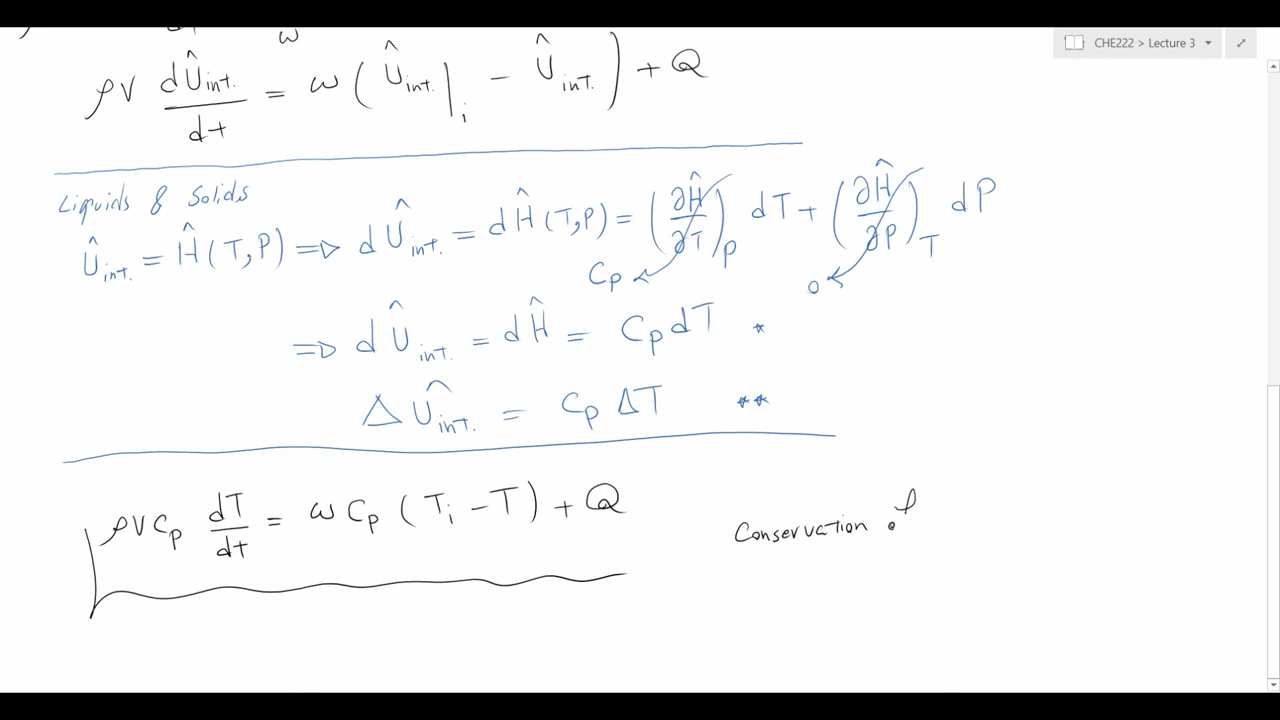 CHE222 > Lecture 3
ω
ρV dÛint./dt = ω ( Ûint.|i - Ûint. ) + Q
Liquids & Solids
Ûint. = Ĥ(T,P) ⇒ dÛint. = dĤ(T,P) = (∂Ĥ/∂T)P dT + (∂Ĥ/∂P)T dP
Cp ← 0 ←
⇒ dÛint. = dĤ = Cp dT *
ΔÛint. = Cp ΔT **
ρVCp dT/dt = ωCp (Ti - T) + Q
Conservation of